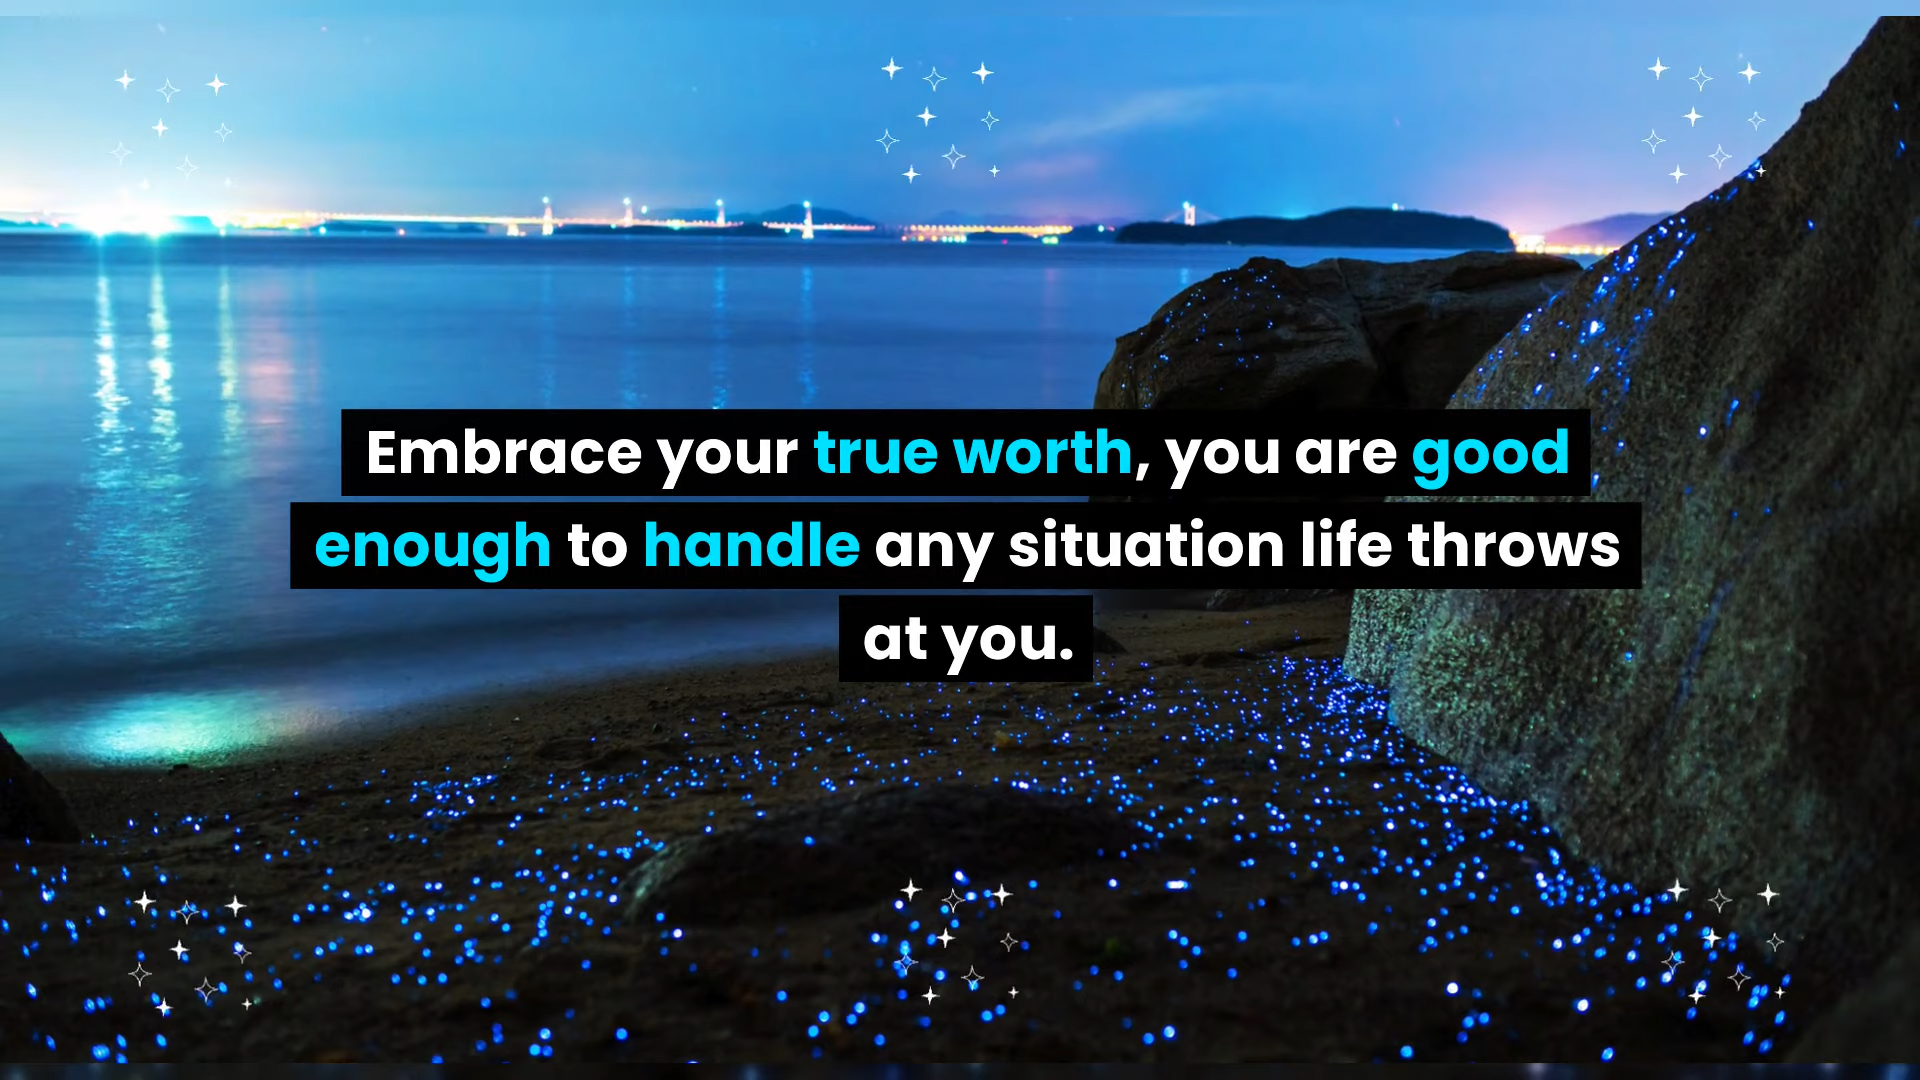 Embrace your true worth, you are good
enough to handle any situation life throws
at you.